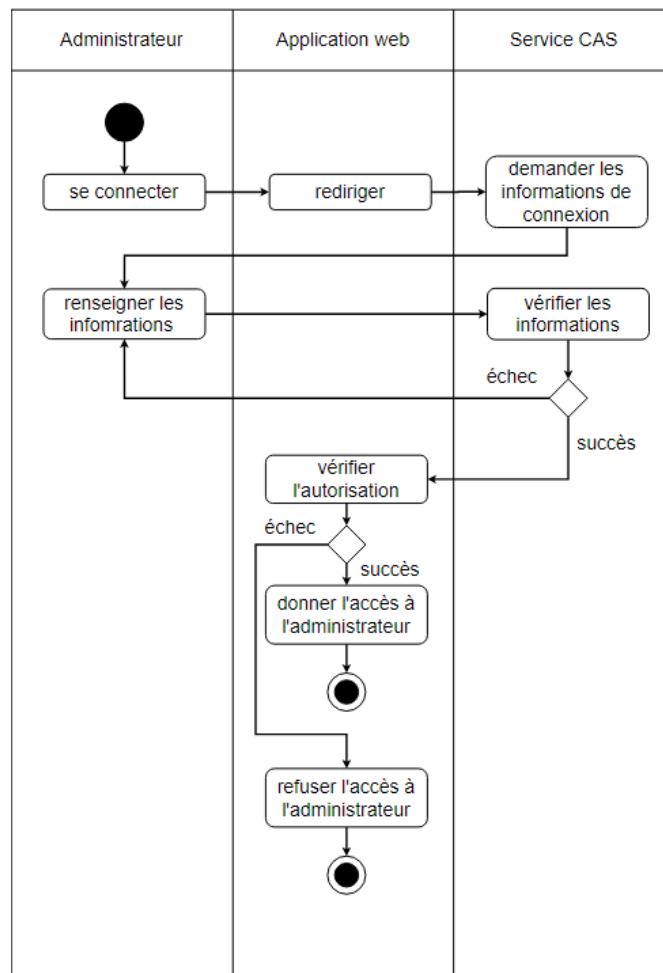 Administrateur
Application web
Service CAS
se connecter
rediriger
demander les
informations de
connexion
renseigner les
infomrations
vérifier les
informations
échec
succès
vérifier
l'autorisation
échec
succès
donner l'accès à
l'administrateur
refuser l'accès à
l'administrateur